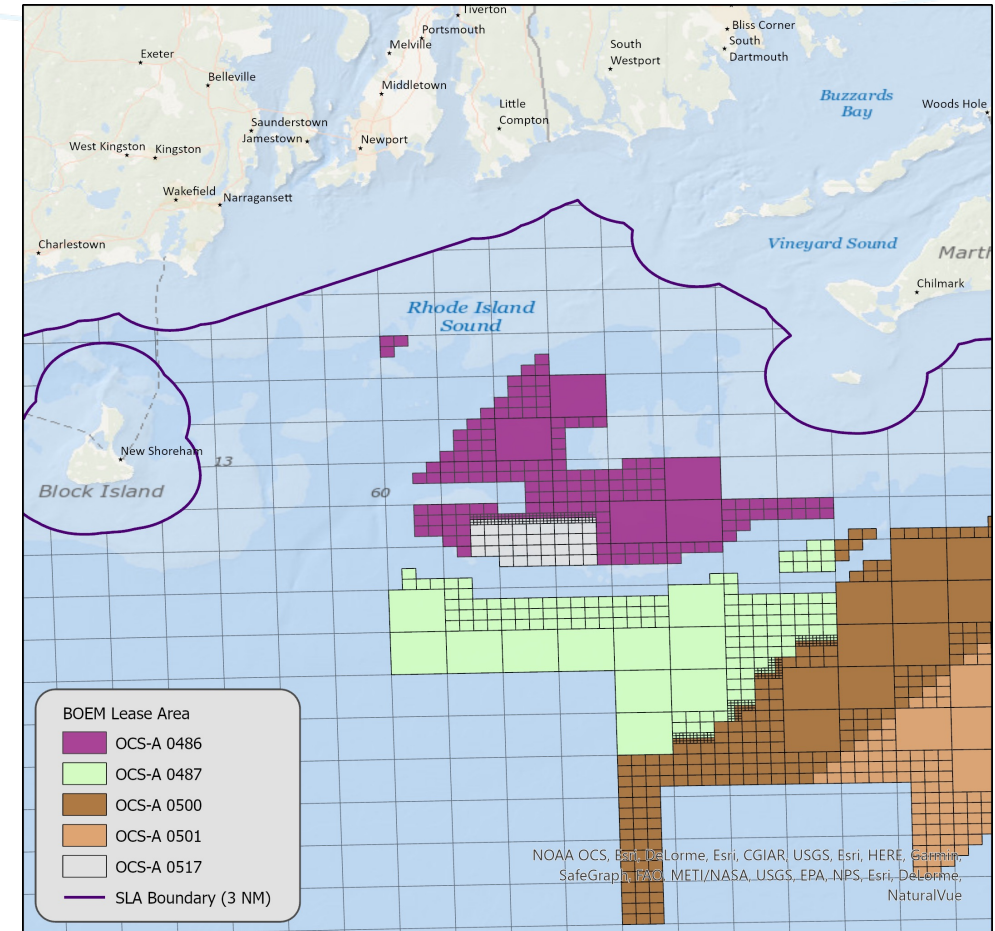 Tiverton
Portsmouth
Bliss Corner
Melville
South
Westport
South
Dartmouth
Exeter
Belleville
Middletown
Buzzards
Bay
Little
Compton
Woods Hole
Saunderstown
Jamestown
Newport
West Kingston
Kingston
Wakefield
Narragansett
Charlestown
Vineyard Sound
Mart
Chilmark
Rhode Island
Sound
New Shoreham
13
Block Island
60
BOEM Lease Area
OCS-A 0486
OCS-A 0487
OCS-A 0500
OCS-A 0501
OCS-A 0517
SLA Boundary (3 NM)
NOAA OCS, Esri, DeLorme, Esri, CGIAR, USGS, Esri, HERE, Garmin,
SafeGraph, FAO, METI/NASA, USGS, EPA, NPS, Esri, DeLorme,
NaturalVue